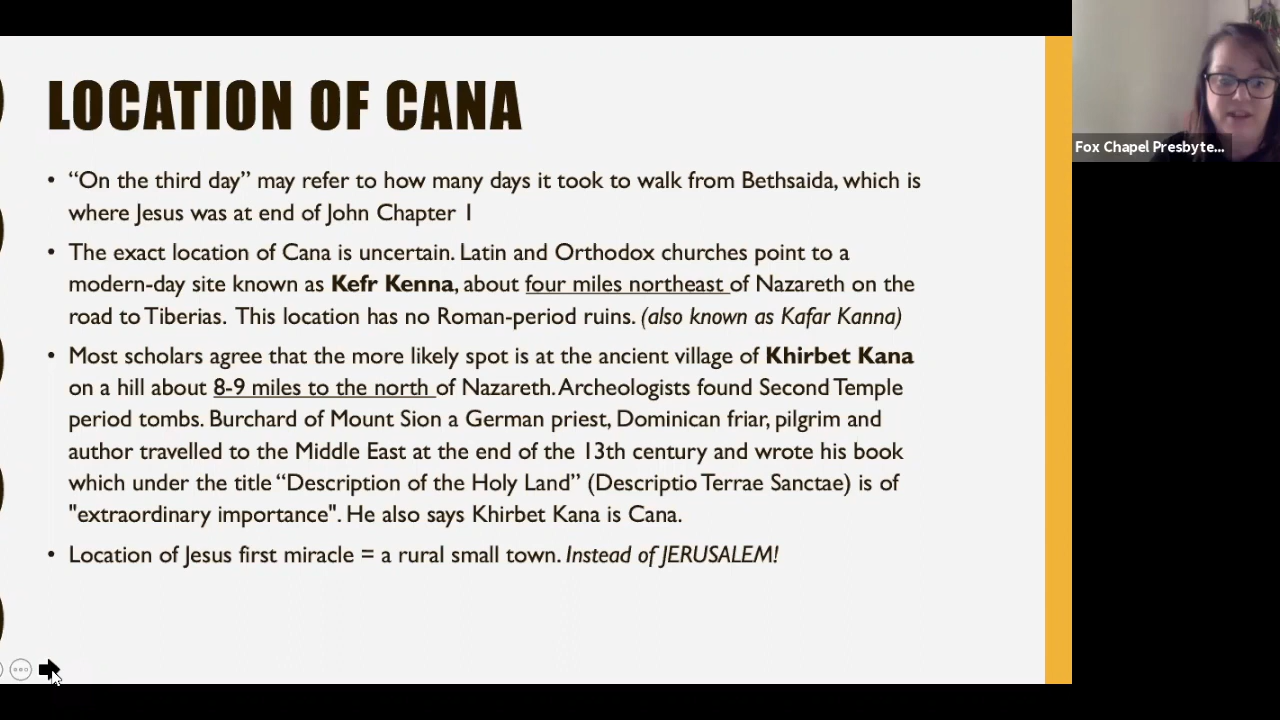 LOCATION OF CANA
• “On the third day” may refer to how many days it took to walk from Bethsaida, which is
where Jesus was at end of John Chapter 1
• The exact location of Cana is uncertain. Latin and Orthodox churches point to a
modern-day site known as Kefr Kenna, about four miles northeast of Nazareth on the
road to Tiberias. This location has no Roman-period ruins. (also known as Kafar Kanna)
• Most scholars agree that the more likely spot is at the ancient village of Khirbet Kana
on a hill about 8-9 miles to the north of Nazareth. Archeologists found Second Temple
period tombs. Burchard of Mount Sion a German priest, Dominican friar, pilgrim and
author travelled to the Middle East at the end of the 13th century and wrote his book
which under the title “Description of the Holy Land” (Descriptio Terrae Sanctae) is of
"extraordinary importance". He also says Khirbet Kana is Cana.
• Location of Jesus first miracle = a rural small town. Instead of JERUSALEM!
Fox Chapel Presbyte...